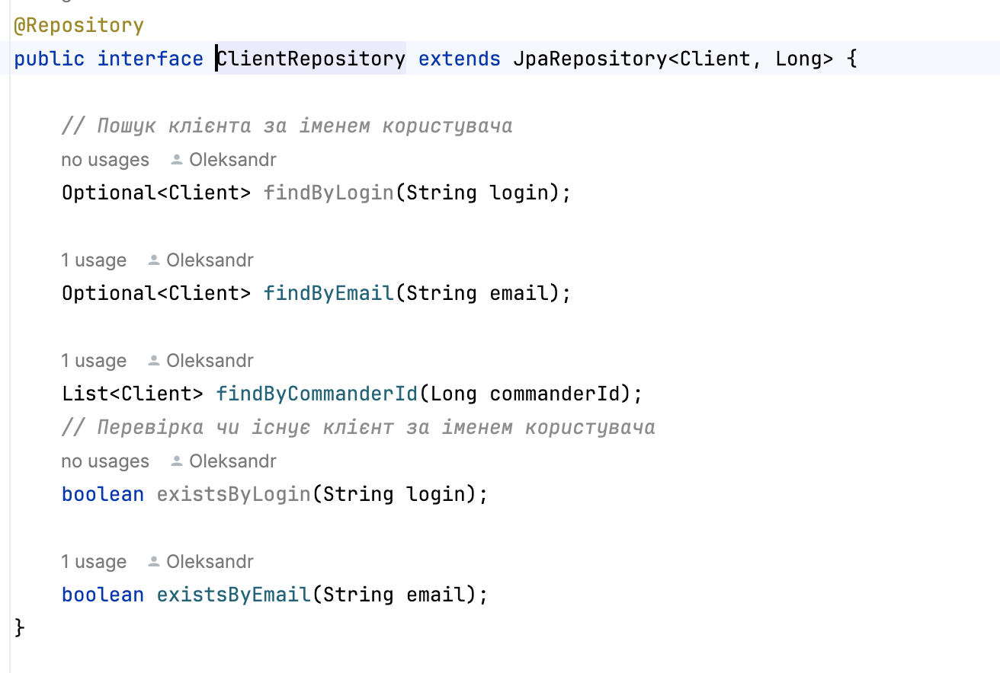 @Repository
public interface ClientRepository extends JpaRepository<Client, Long> {
// Пошук клієнта за іменем користувача
no usages Oleksandr
Optional<Client> findByLogin(String login);
1 usage Oleksandr
Optional<Client> findByEmail(String email);
1 usage Oleksandr
List<Client> findByCommanderId(Long commanderId);
// Перевірка чи існує клієнт за іменем користувача
no usages Oleksandr
boolean existsByLogin(String login);
1 usage Oleksandr
boolean existsByEmail(String email);
}